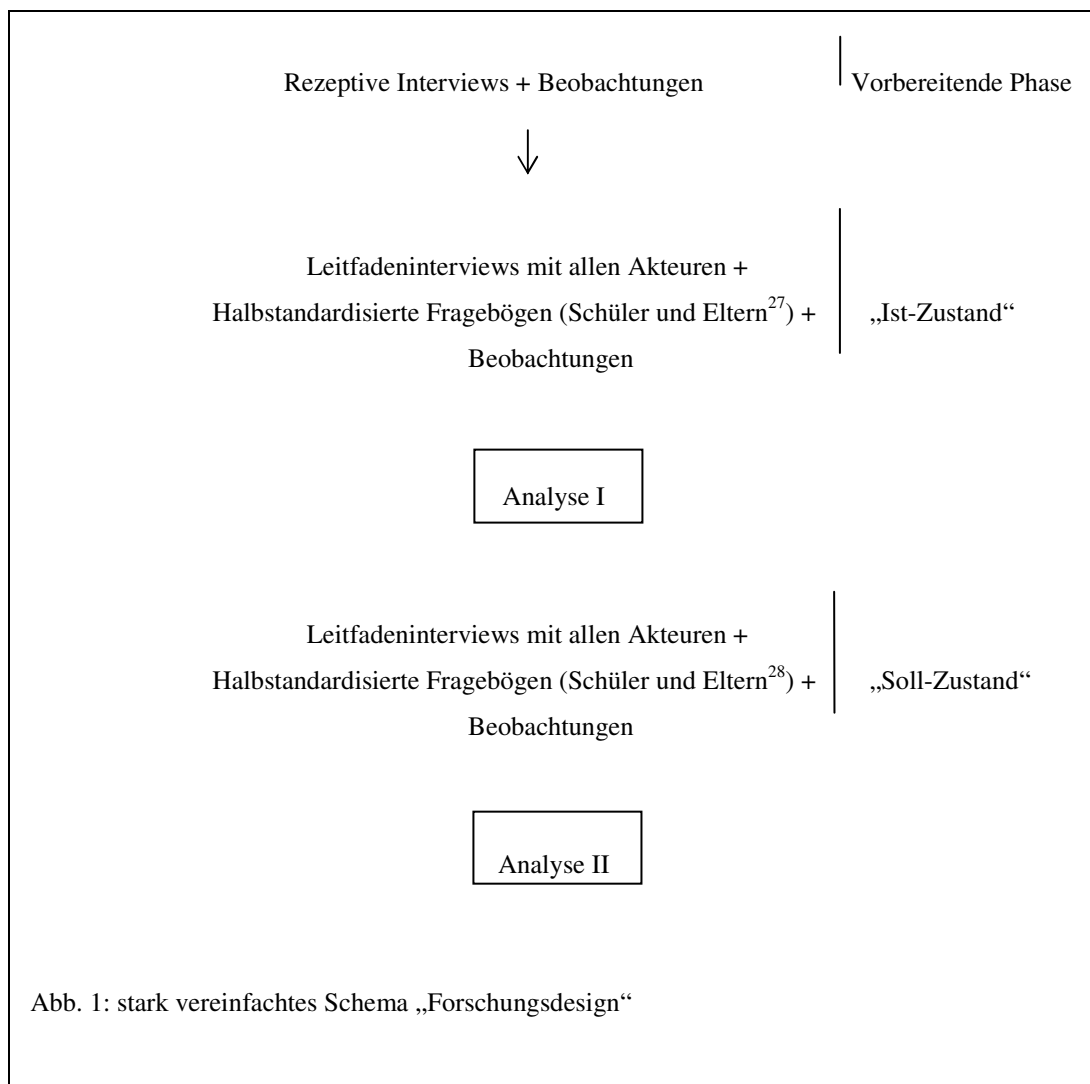 Rezeptive Interviews + Beobachtungen Vorbereitende Phase
Leitfadeninterviews mit allen Akteuren +
Halbstandardisierte Fragebögen (Schüler und Eltern27) + „Ist-Zustand“
Beobachtungen
Analyse I
Leitfadeninterviews mit allen Akteuren +
Halbstandardisierte Fragebögen (Schüler und Eltern28) + „Soll-Zustand“
Beobachtungen
Analyse II
Abb. 1: stark vereinfachtes Schema „Forschungsdesign“